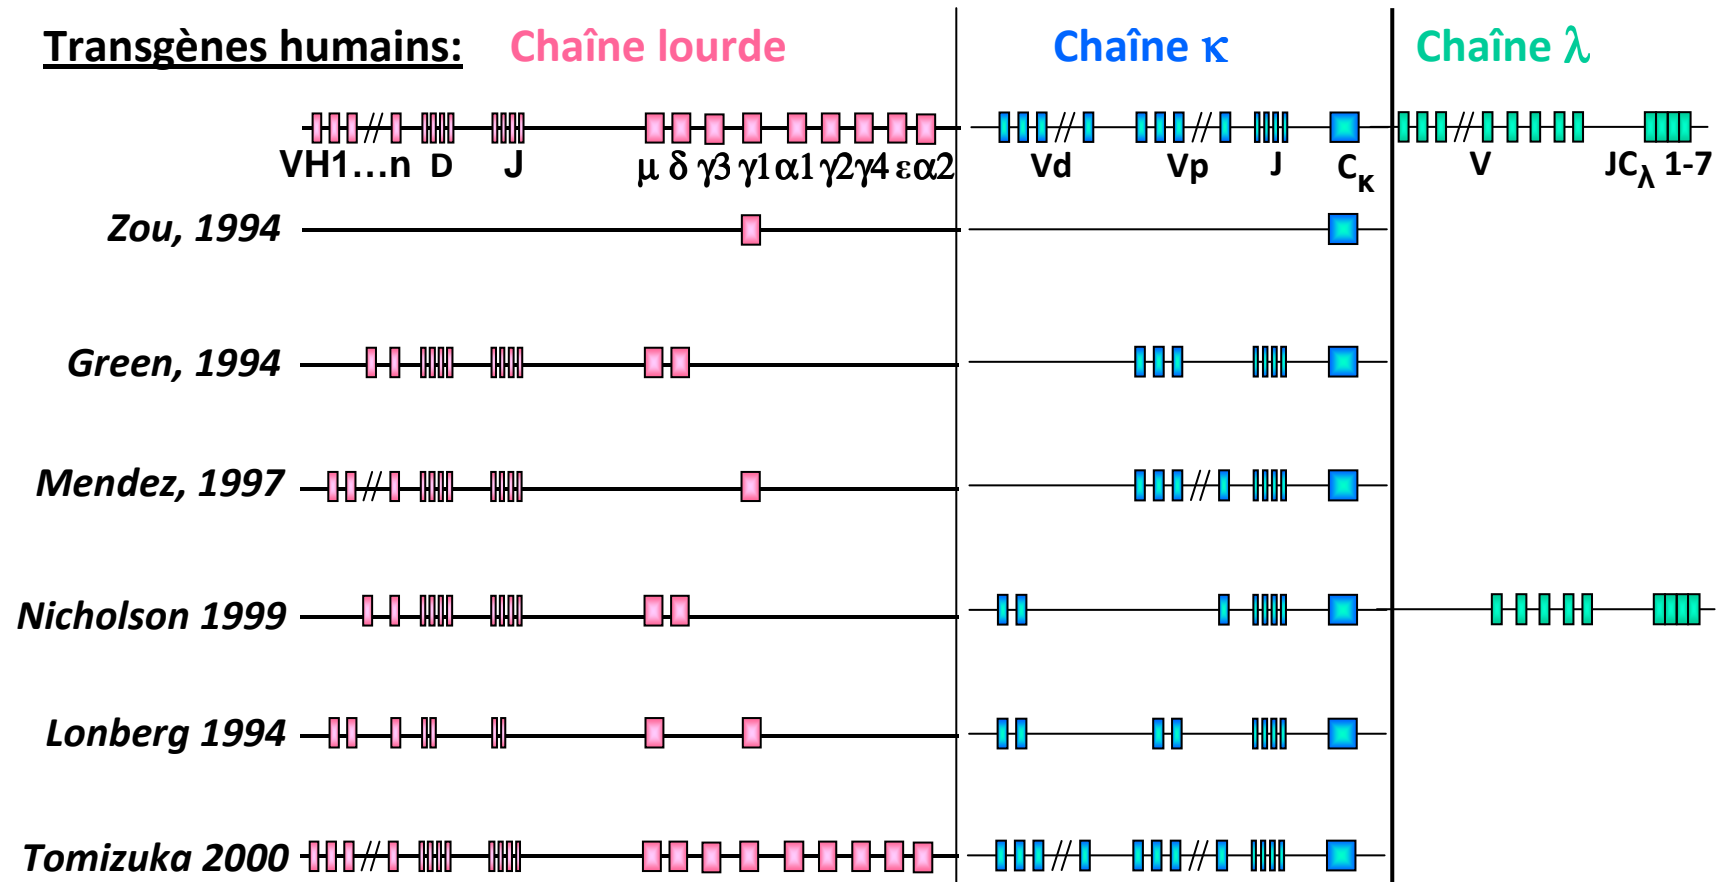 Transgènes humains: Chaîne lourde Chaîne κ Chaîne λ
VH1...n D J μ δ γ3 γ1 α1 γ2 γ4 ε α2 Vd Vp J Cκ V JCλ 1-7
Zou, 1994
Green, 1994
Mendez, 1997
Nicholson 1999
Lonberg 1994
Tomizuka 2000